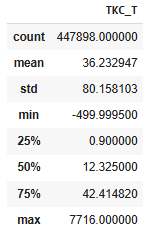 TKC_T
count 447898.000000
mean 36.232947
std 80.158103
min -499.999500
25% 0.900000
50% 12.325000
75% 42.414820
max 7716.000000